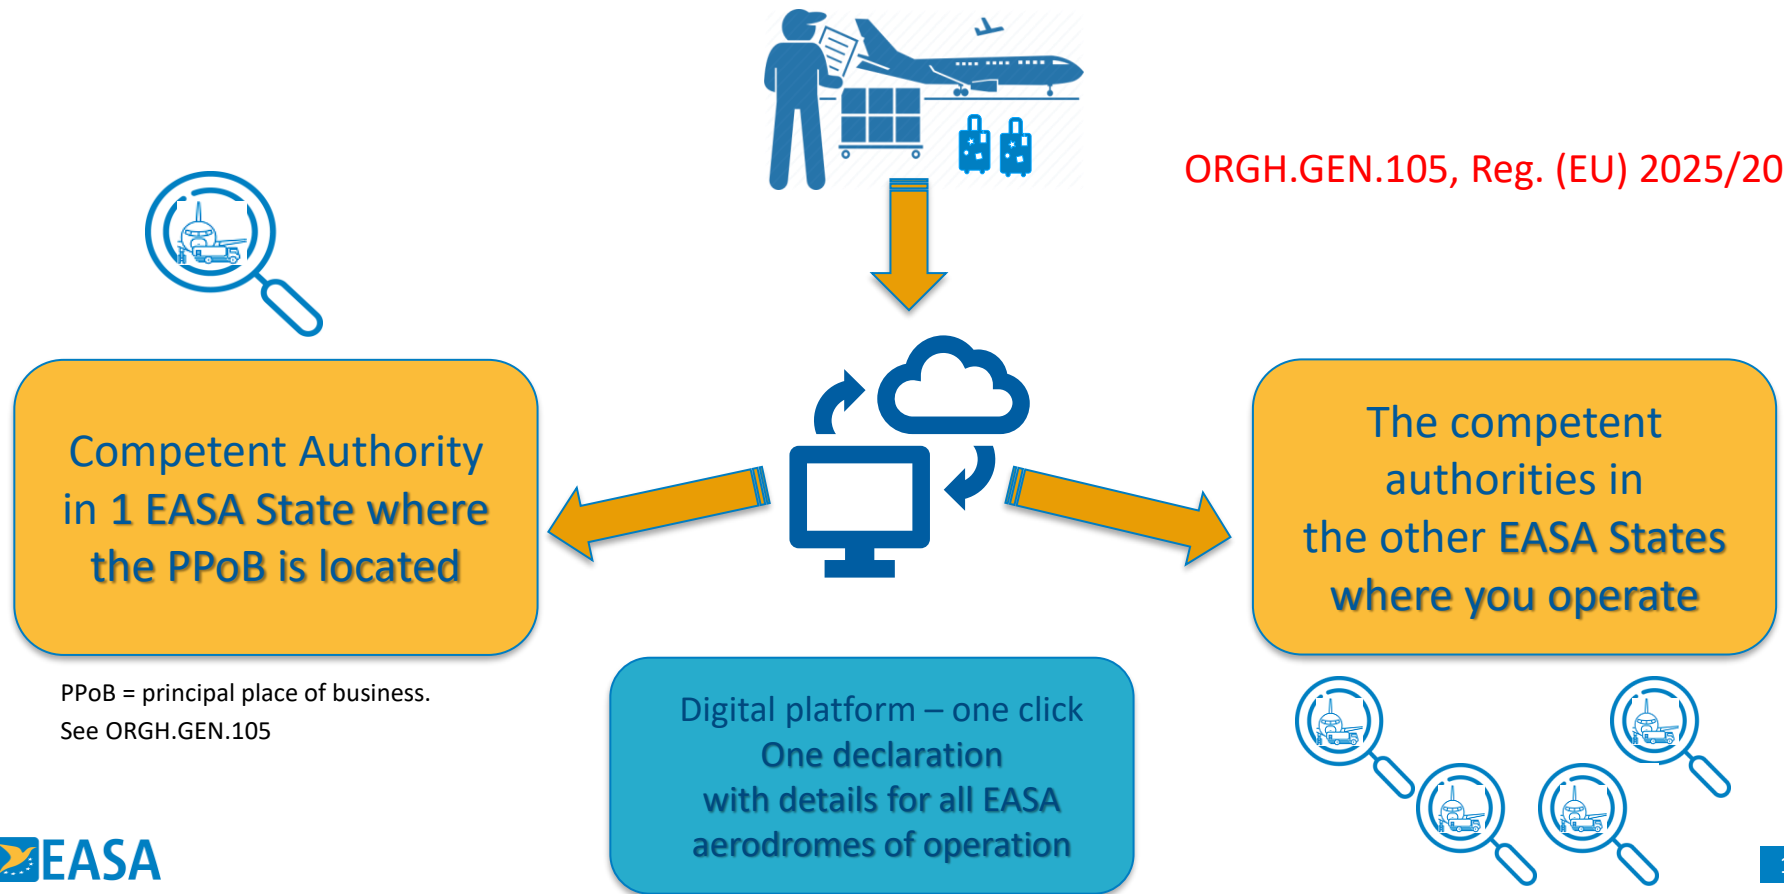 ORGH.GEN.105, Reg. (EU) 2025/20
Competent Authority
in 1 EASA State where
the PPoB is located
The competent
authorities in
the other EASA States
where you operate
PPoB = principal place of business.
See ORGH.GEN.105
Digital platform – one click
One declaration
with details for all EASA
aerodromes of operation
EASA